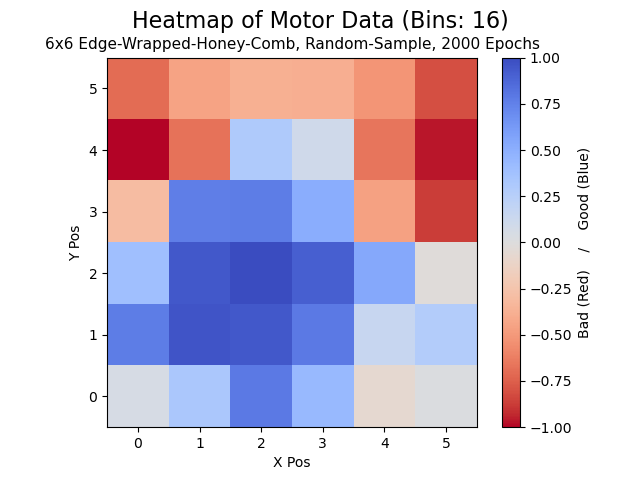 Heatmap of Motor Data (Bins: 16)
6x6 Edge-Wrapped-Honey-Comb, Random-Sample, 2000 Epochs
5
4
3
2
1
0
Y Pos
0 1 2 3 4 5
X Pos
1.00
0.75
0.50
0.25
0.00
−0.25
−0.50
−0.75
−1.00
Bad (Red) / Good (Blue)